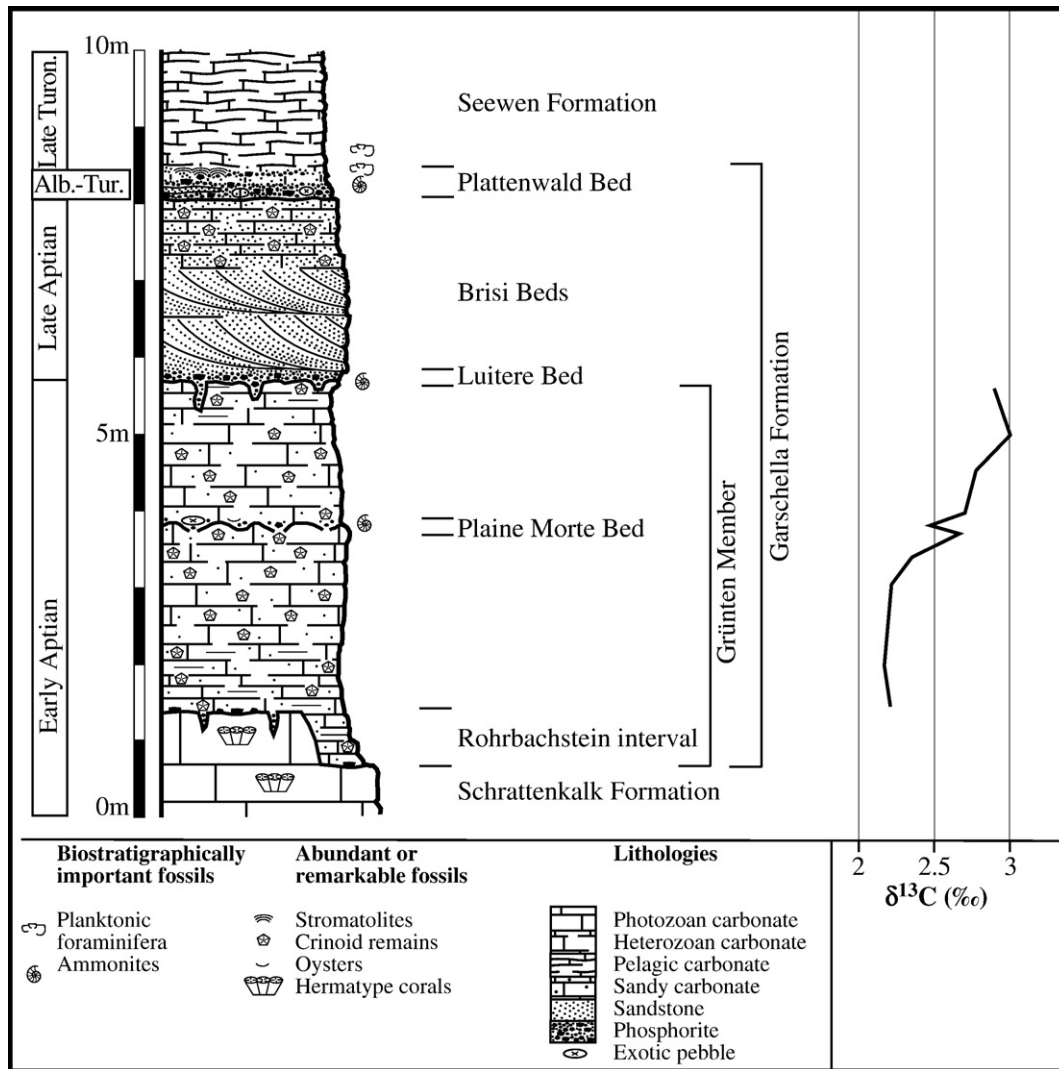 10m
Late Turon.
Seewen Formation
Alb.-Tur.
Plattenwald Bed
Late Aptian
Brisi Beds
Luitere Bed
5m
Garschella Formation
Grünten Member
Plaine Morte Bed
Early Aptian
Rohrbachstein interval
Schrattenkalk Formation
0m
2 2.5 3
δ13C (‰)
Biostratigraphically
important fossils
Planktonic
foraminifera
Ammonites
Abundant or
remarkable fossils
Stromatolites
Crinoid remains
Oysters
Hermatype corals
Lithologies
Photozoan carbonate
Heterozoan carbonate
Pelagic carbonate
Sandy carbonate
Sandstone
Phosphorite
Exotic pebble